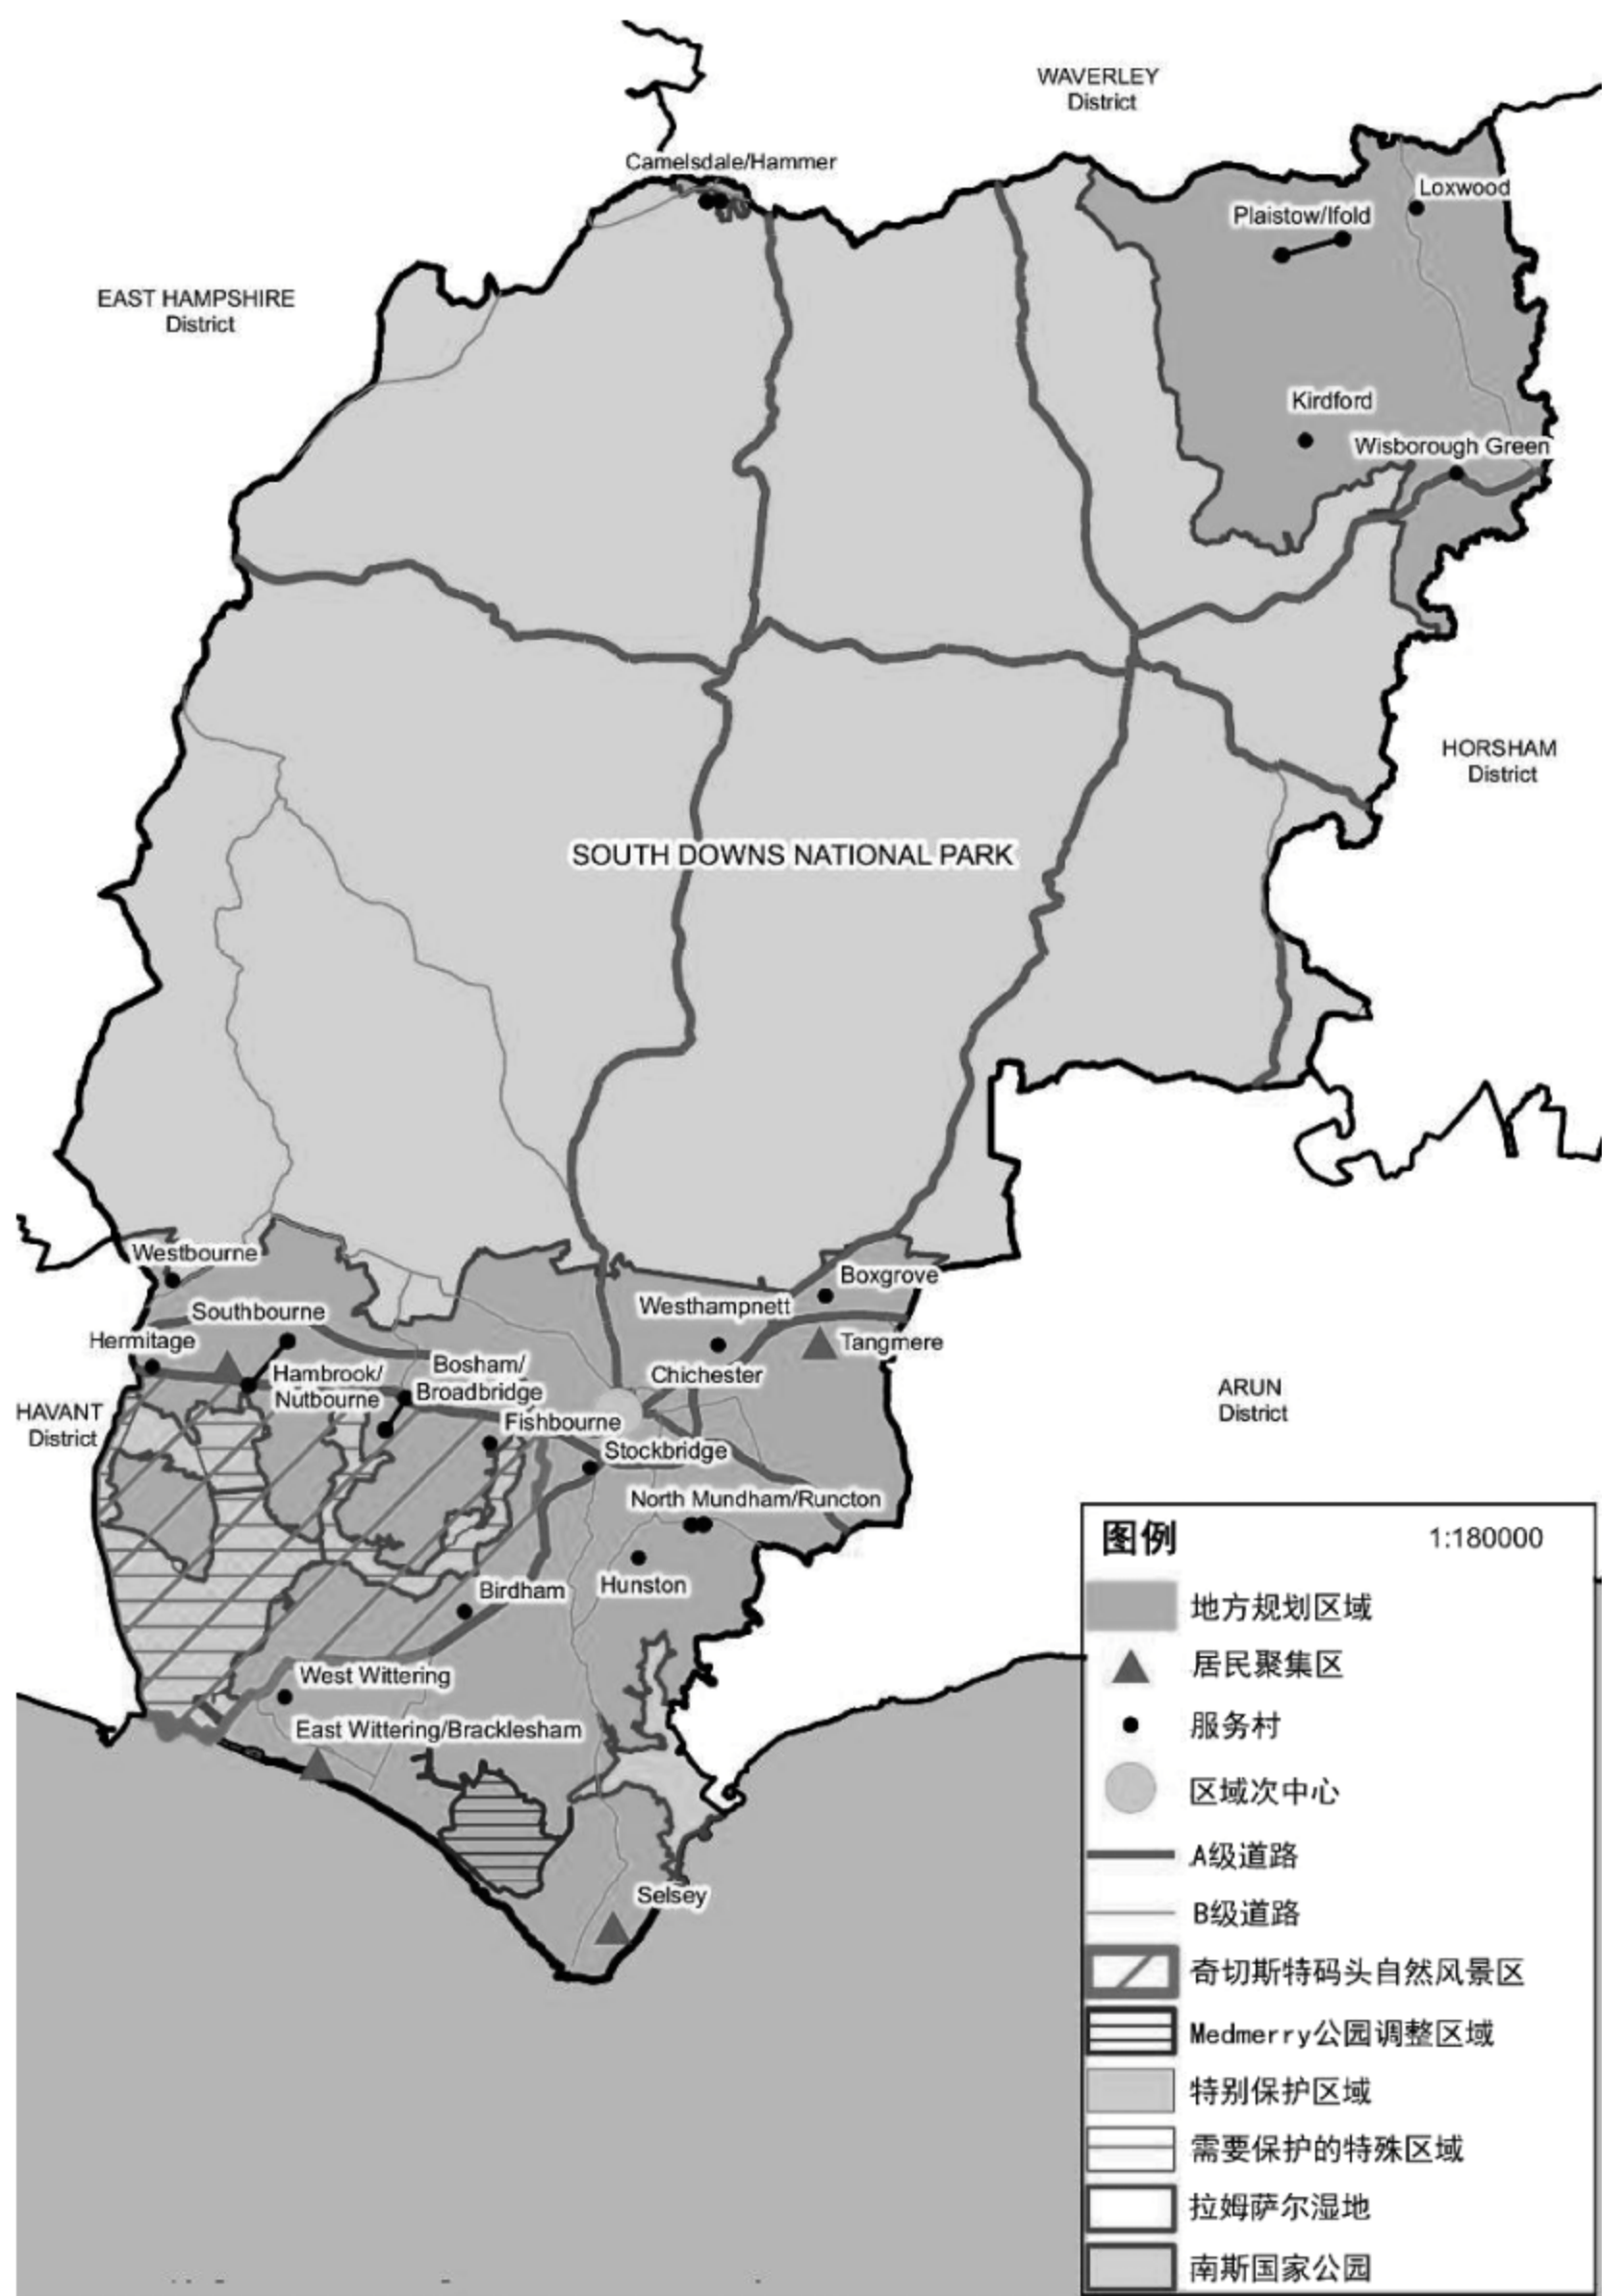 WAVERLEY
District
Camelsdale/Hammer
Loxwood
Plaistow/Ifold
EAST HAMPSHIRE
District
Kirdford
Wisborough Green
HORSHAM
District
SOUTH DOWNS NATIONAL PARK
Westbourne
Boxgrove
Westhampnett
Southbourne
Hermitage
Tangmere
Bosham/
Broadbridge
Hambrook/
Nutbourne
Chichester
ARUN
District
HAVANT
District
Fishbourne
Stockbridge
North Mundham/Runcton
Birdham
Hunston
West Wittering
East Wittering/Bracklesham
Selsey
图例 1:180000
地方规划区域
居民聚集区
服务村
区域次中心
A级道路
B级道路
奇切斯特码头自然风景区
Medmerry公园调整区域
特别保护区域
需要保护的特殊区域
拉姆萨尔湿地
南斯国家公园